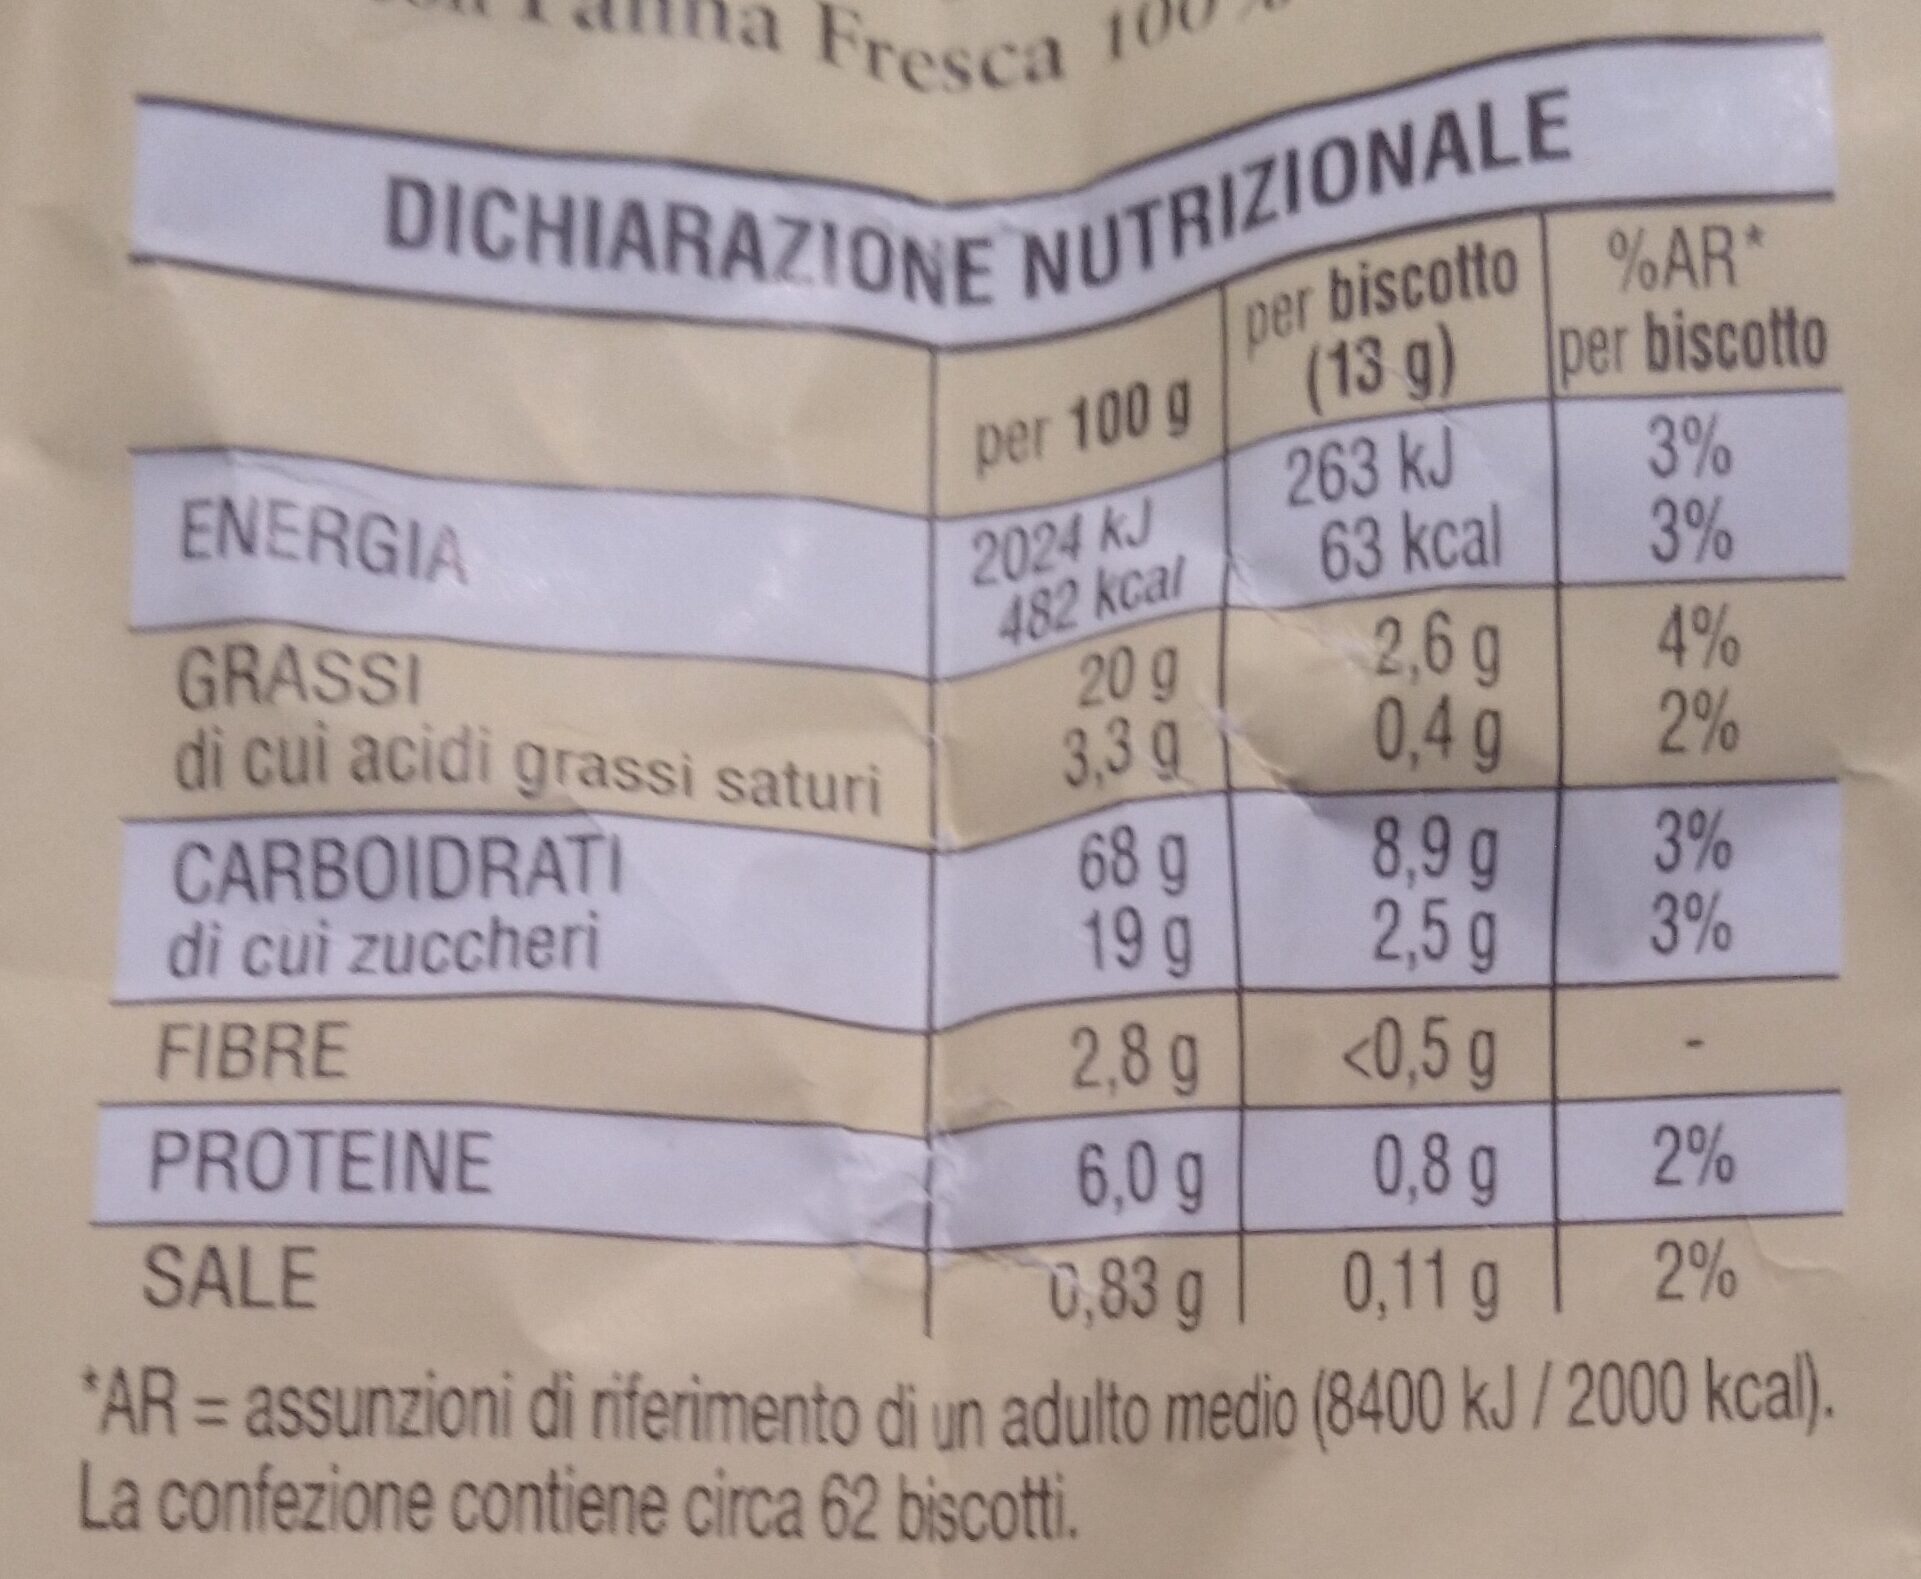 Panna Fresca 100%
DICHIARAZIONE NUTRIZIONALE
per 100 g per biscotto (13 g) %AR* per biscotto
ENERGIA 2024 kJ 263 kJ 3%
482 kcal 63 kcal 3%
GRASSI 20 g 2,6 g 4%
di cui acidi grassi saturi 3,3 g 0,4 g 2%
CARBOIDRATI 68 g 8,9 g 3%
di cui zuccheri 19 g 2,5 g 3%
FIBRE 2,8 g <0,5 g -
PROTEINE 6,0 g 0,8 g 2%
SALE 0,83 g 0,11 g 2%
*AR = assunzioni di riferimento di un adulto medio (8400 kJ / 2000 kcal).
La confezione contiene circa 62 biscotti.